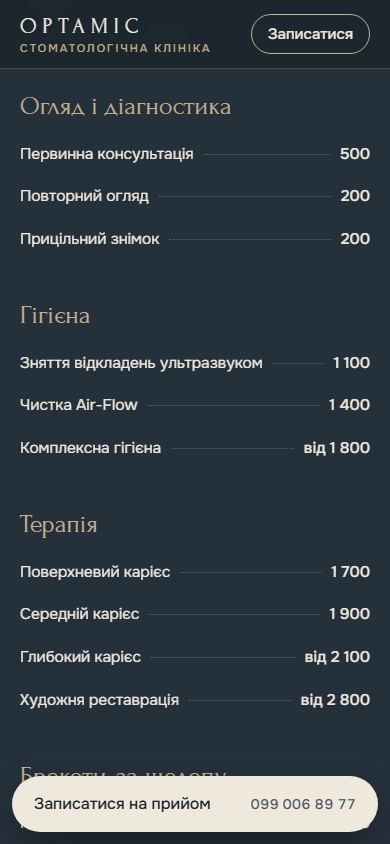 ОРТАМІС
СТОМАТОЛОГІЧНА КЛІНІКА
Записатися
Огляд і діагностика
Первинна консультація 500
Повторний огляд 200
Прицільний знімок 200
Гігієна
Зняття відкладень ультразвуком 1 100
Чистка Air-Flow 1 400
Комплексна гігієна від 1 800
Терапія
Поверхневий карієс 1 700
Середній карієс 1 900
Глибокий карієс від 2 100
Художня реставрація від 2 800
Записатися на прийом 099 006 89 77